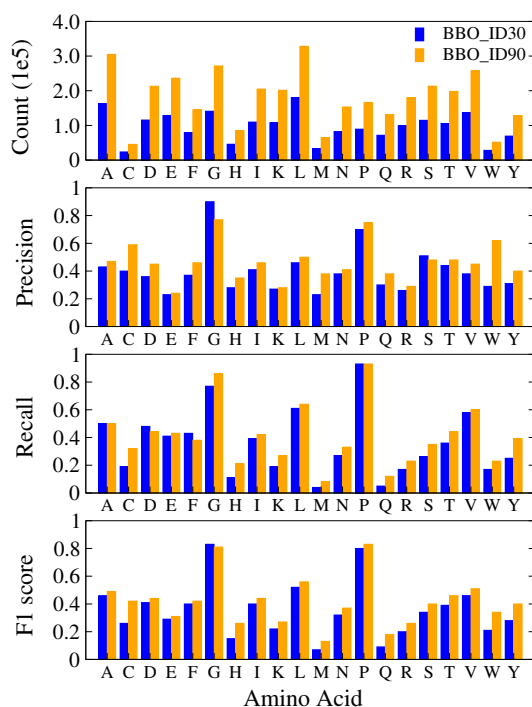 4.0
3.0
2.0
1.0
0.0
Count (1e5)
BBO_ID30
BBO_ID90
A C D E F G H I K L M N P Q R S T V W Y
1
0.8
0.6
0.4
0.2
0
Precision
A C D E F G H I K L M N P Q R S T V W Y
1
0.8
0.6
0.4
0.2
0
Recall
A C D E F G H I K L M N P Q R S T V W Y
1
0.8
0.6
0.4
0.2
0
F1 score
A C D E F G H I K L M N P Q R S T V W Y
Amino Acid